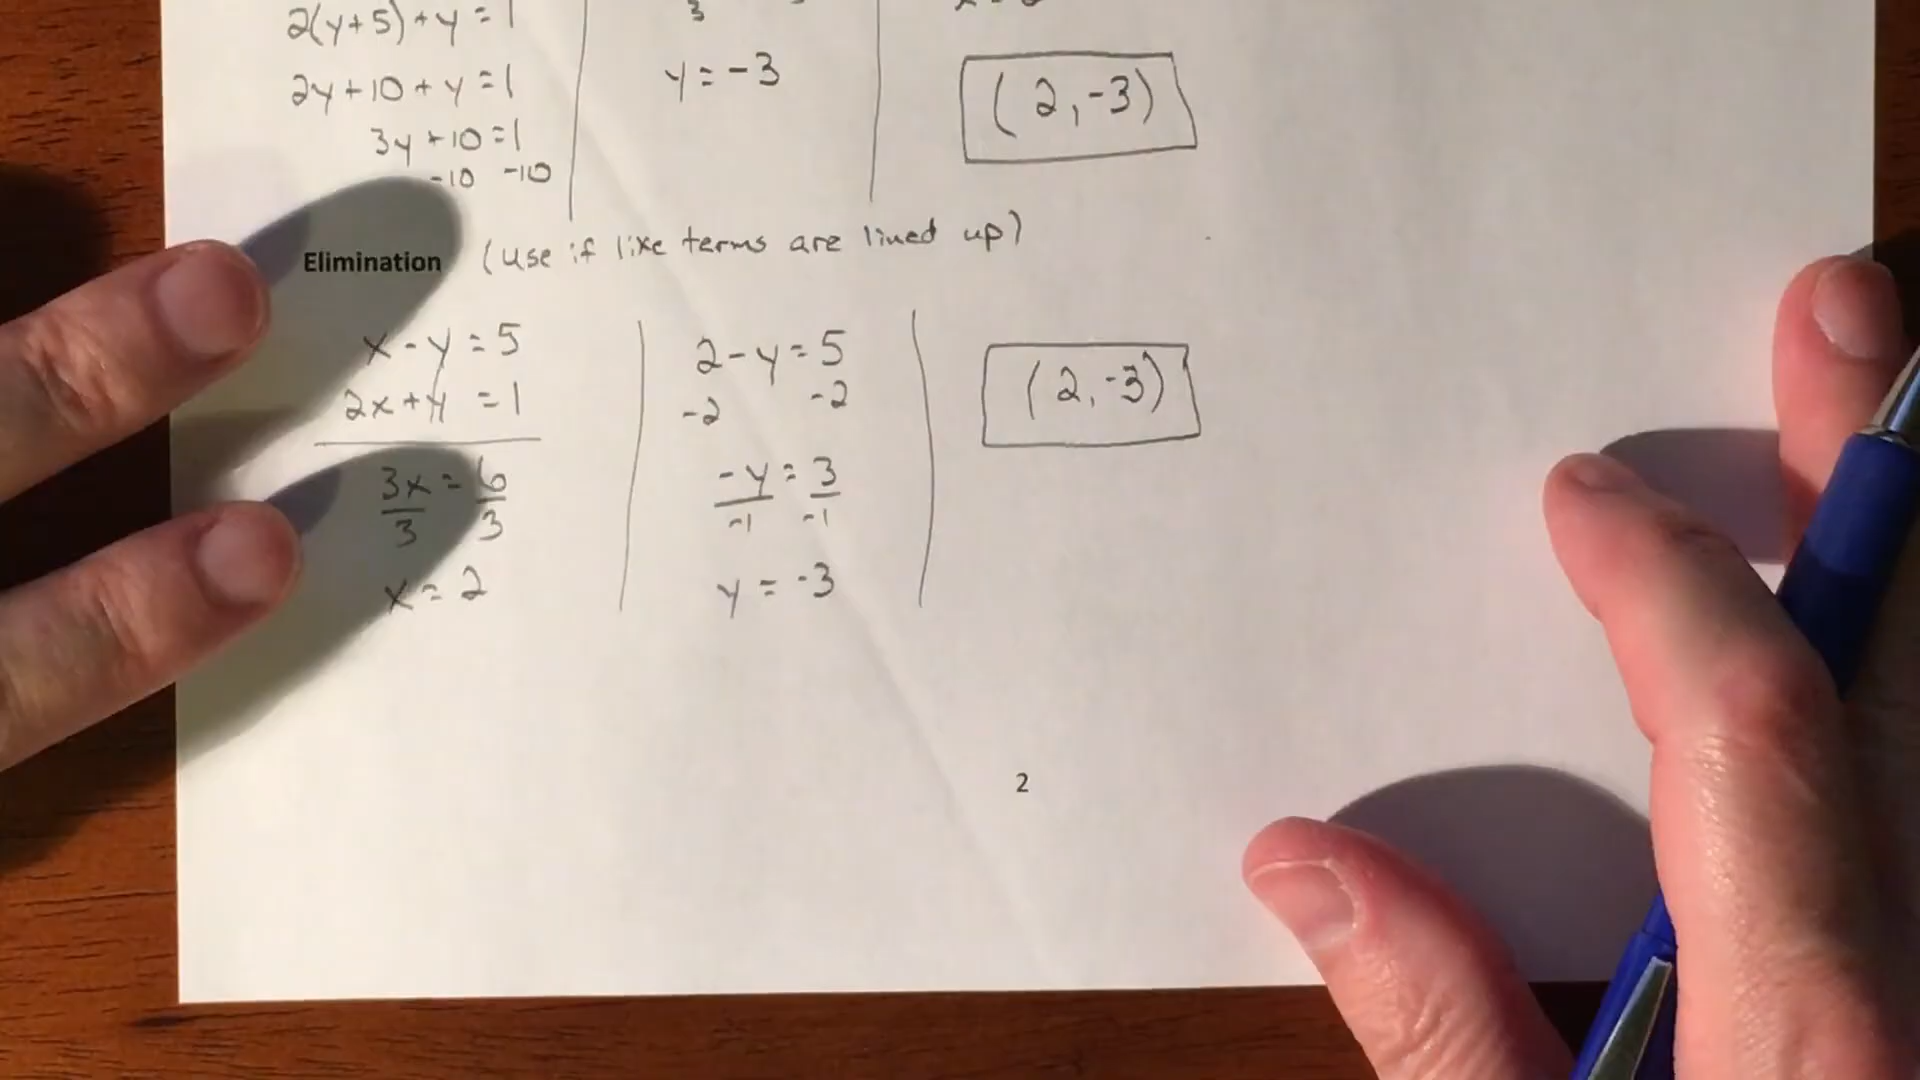 2(y+5)+y=1
2y+10+y=1
3y+10=1
-10 -10
3
y=-3
(2,-3)
Elimination (use if like terms are lined up)
x-y=5
2x+y=1
3x=6
3 3
x=2
2-y=5
-2 -2
-y=3
-1 -1
y=-3
(2,-3)
2